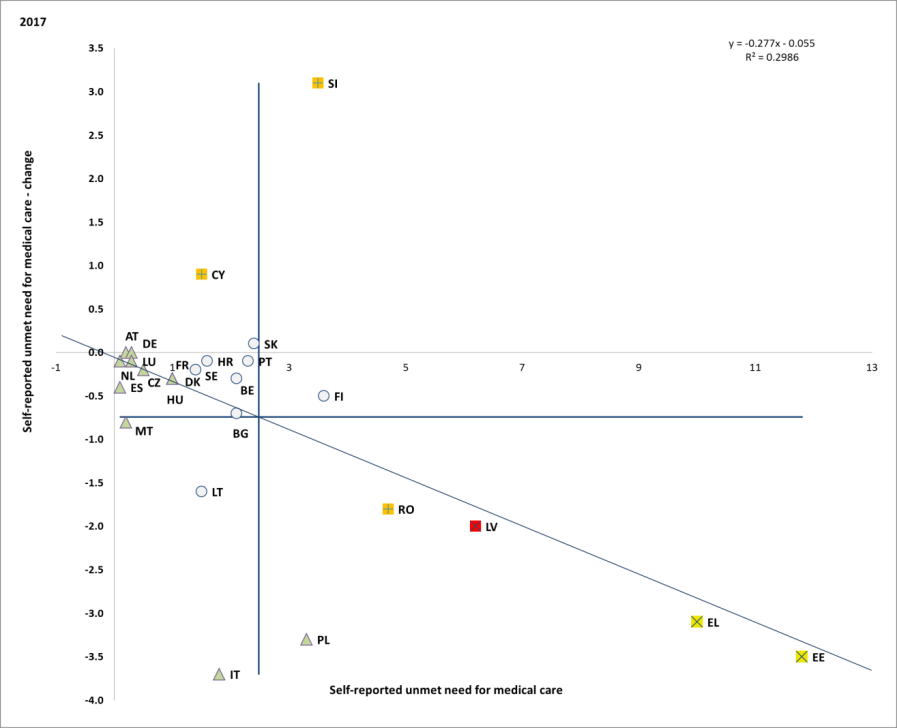 2017
y = -0.277x - 0.055
R² = 0.2986
Self-reported unmet need for medical care - change
3.5
3.0
2.5
2.0
1.5
1.0
0.5
0.0
-0.5
-1.0
-1.5
-2.0
-2.5
-3.0
-3.5
-4.0
-1
1
3
5
7
9
11
13
SI
CY
AT
DE
SK
LU
FR
HR
PT
NL
ES
CZ
DK
SE
BE
HU
FI
MT
BG
LT
RO
LV
EL
PL
EE
IT
Self-reported unmet need for medical care